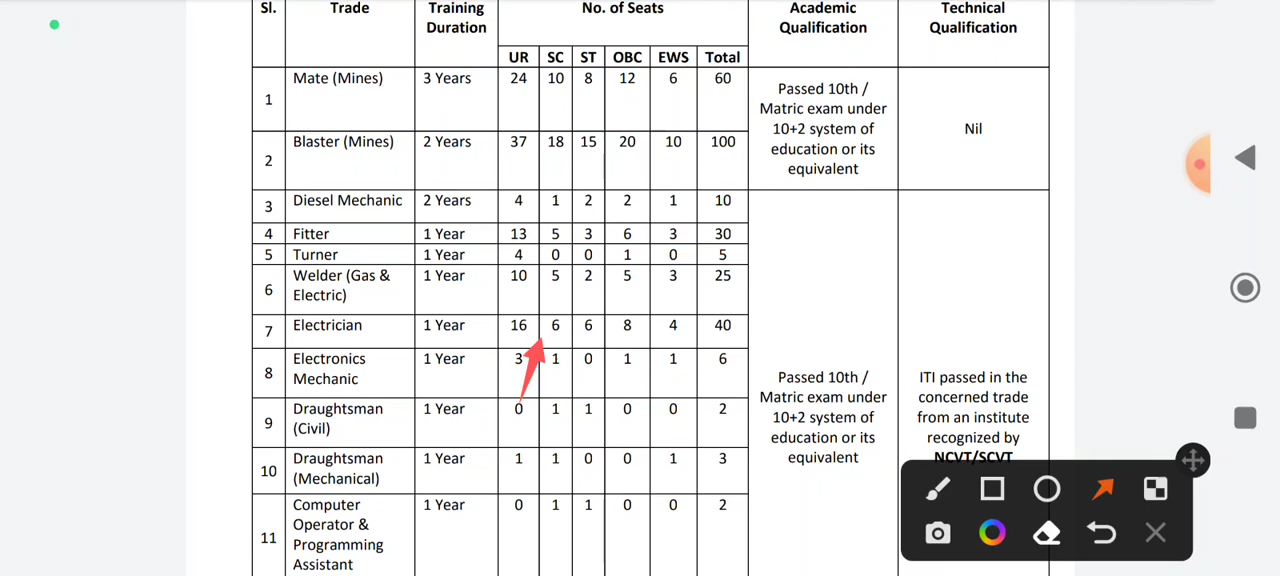 Sl. Trade Training Duration No. of Seats Academic Qualification Technical Qualification
UR SC ST OBC EWS Total
1 Mate (Mines) 3 Years 24 10 8 12 6 60
Passed 10th /
Matric exam under
10+2 system of
education or its
equivalent
Nil
2 Blaster (Mines) 2 Years 37 18 15 20 10 100
3 Diesel Mechanic 2 Years 4 1 2 2 1 10
4 Fitter 1 Year 13 5 3 6 3 30
5 Turner 1 Year 4 0 0 1 0 5
6 Welder (Gas & Electric) 1 Year 10 5 2 5 3 25
7 Electrician 1 Year 16 6 6 8 4 40
8 Electronics Mechanic 1 Year 3 1 0 1 1 6
Passed 10th /
Matric exam under
10+2 system of
education or its
equivalent
ITI passed in the
concerned trade
from an institute
recognized by
NCVT/SCVT
9 Draughtsman (Civil) 1 Year 0 1 1 0 0 2
10 Draughtsman (Mechanical) 1 Year 1 1 0 0 1 3
11 Computer Operator & Programming Assistant 1 Year 0 1 1 0 0 2